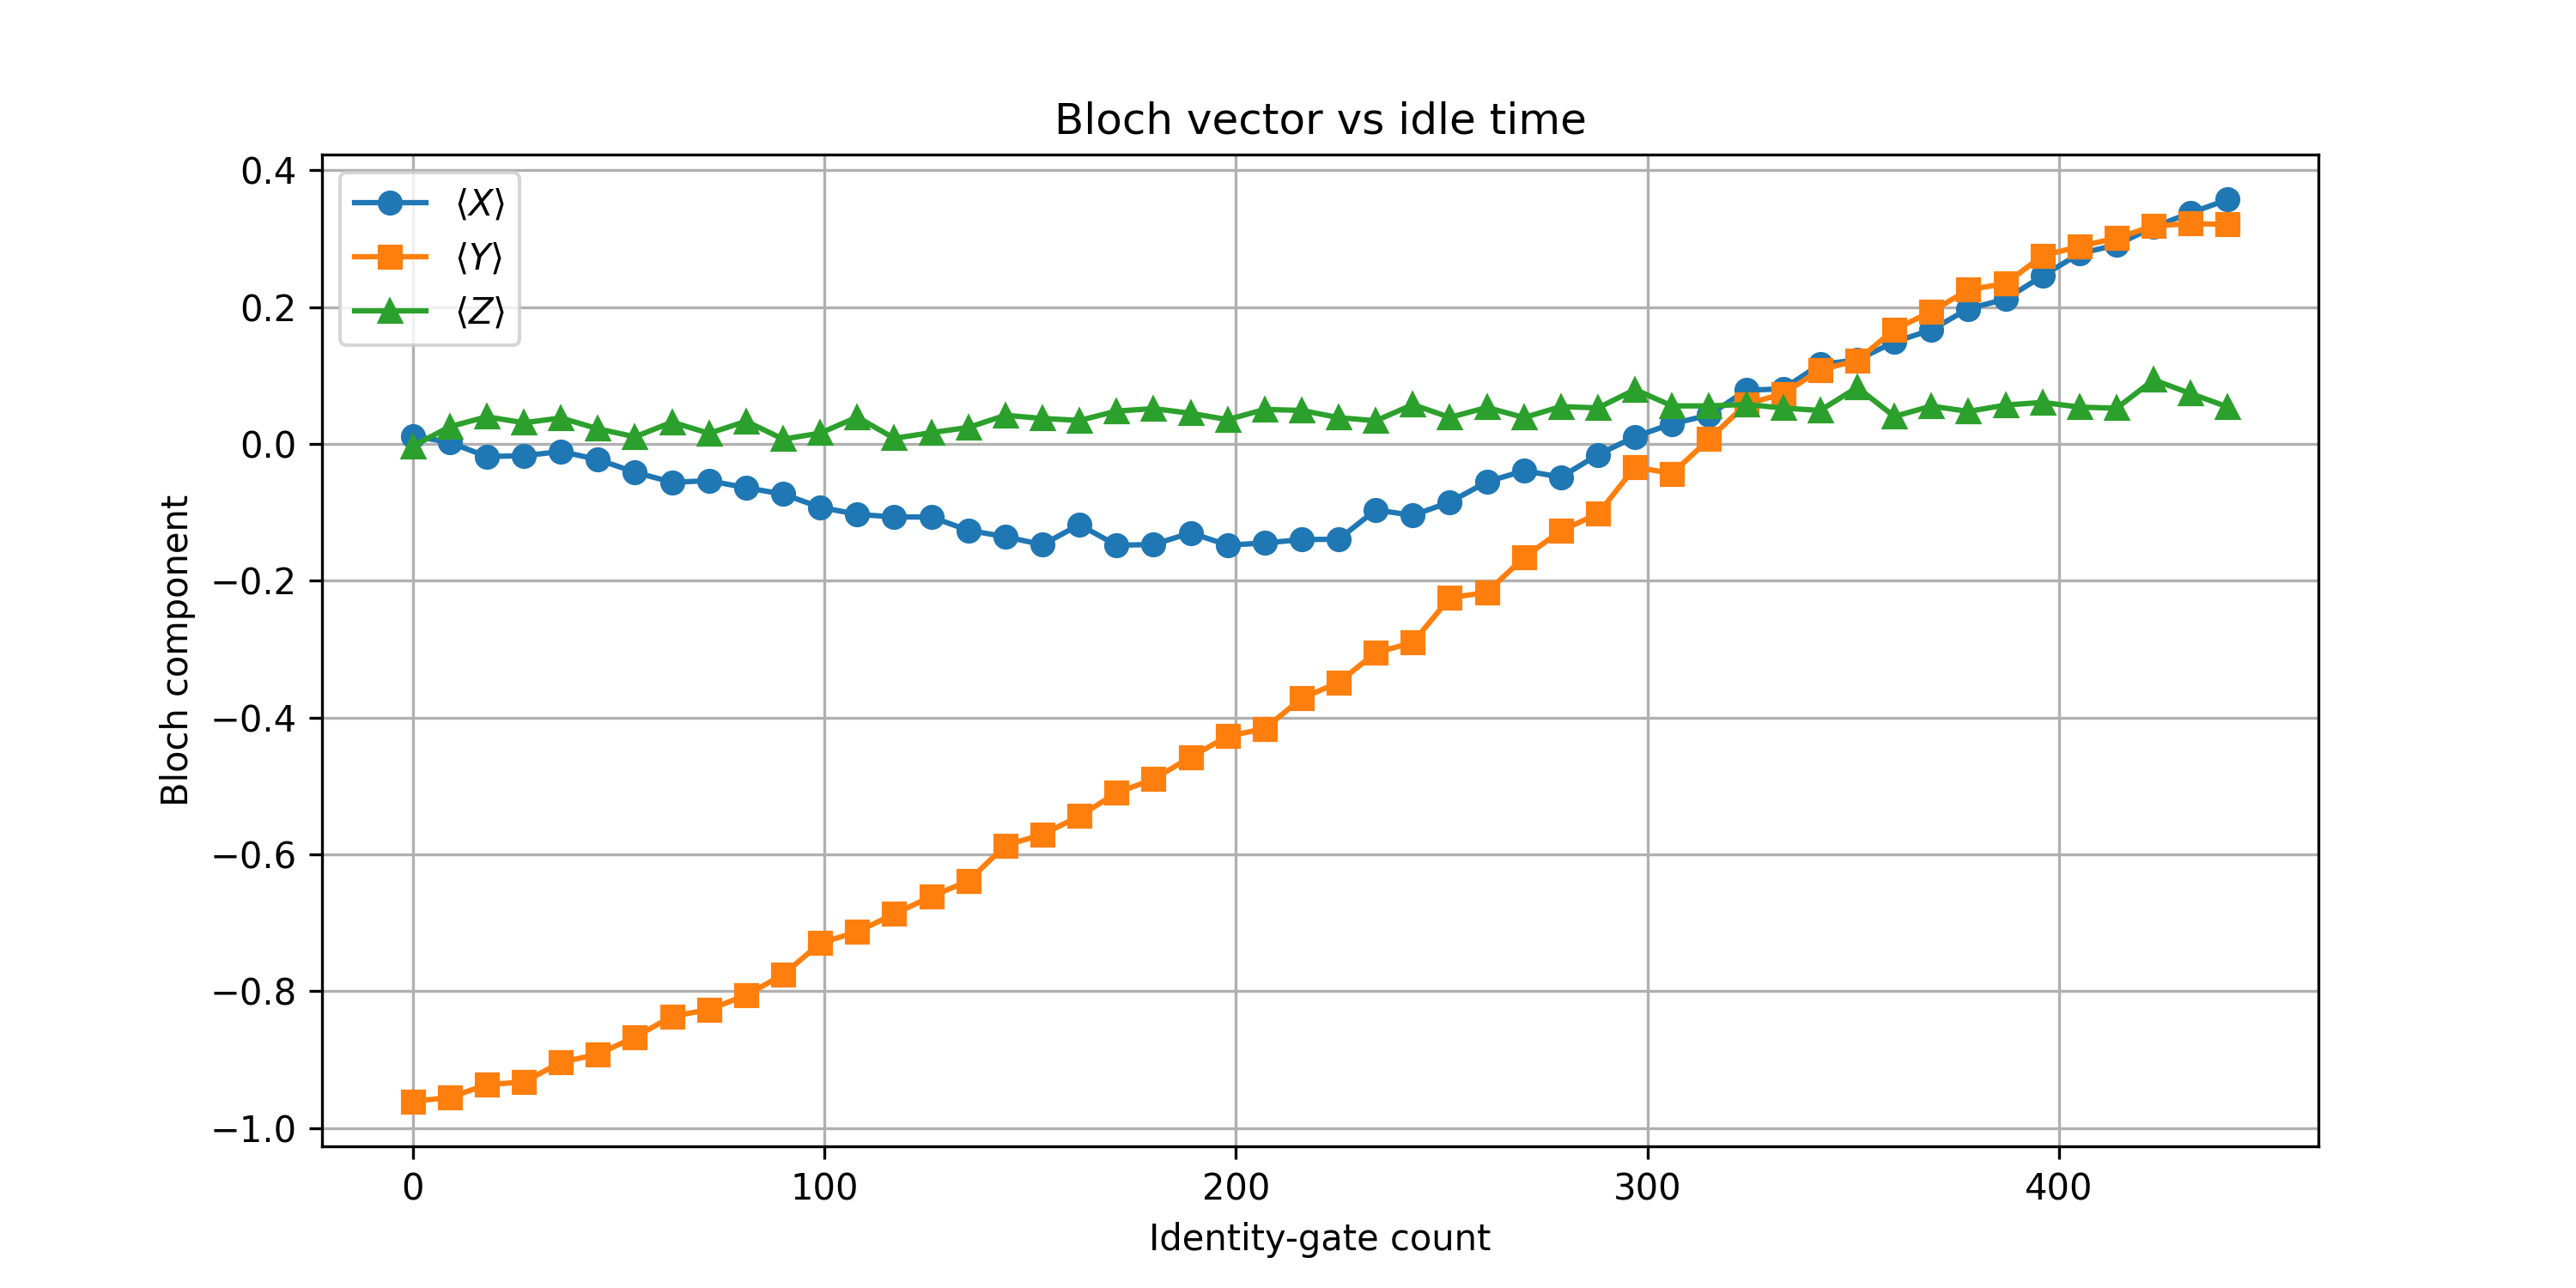 Bloch vector vs idle time
⟨X⟩
⟨Y⟩
⟨Z⟩
Bloch component
0.4
0.2
0.0
−0.2
−0.4
−0.6
−0.8
−1.0
0 100 200 300 400
Identity-gate count